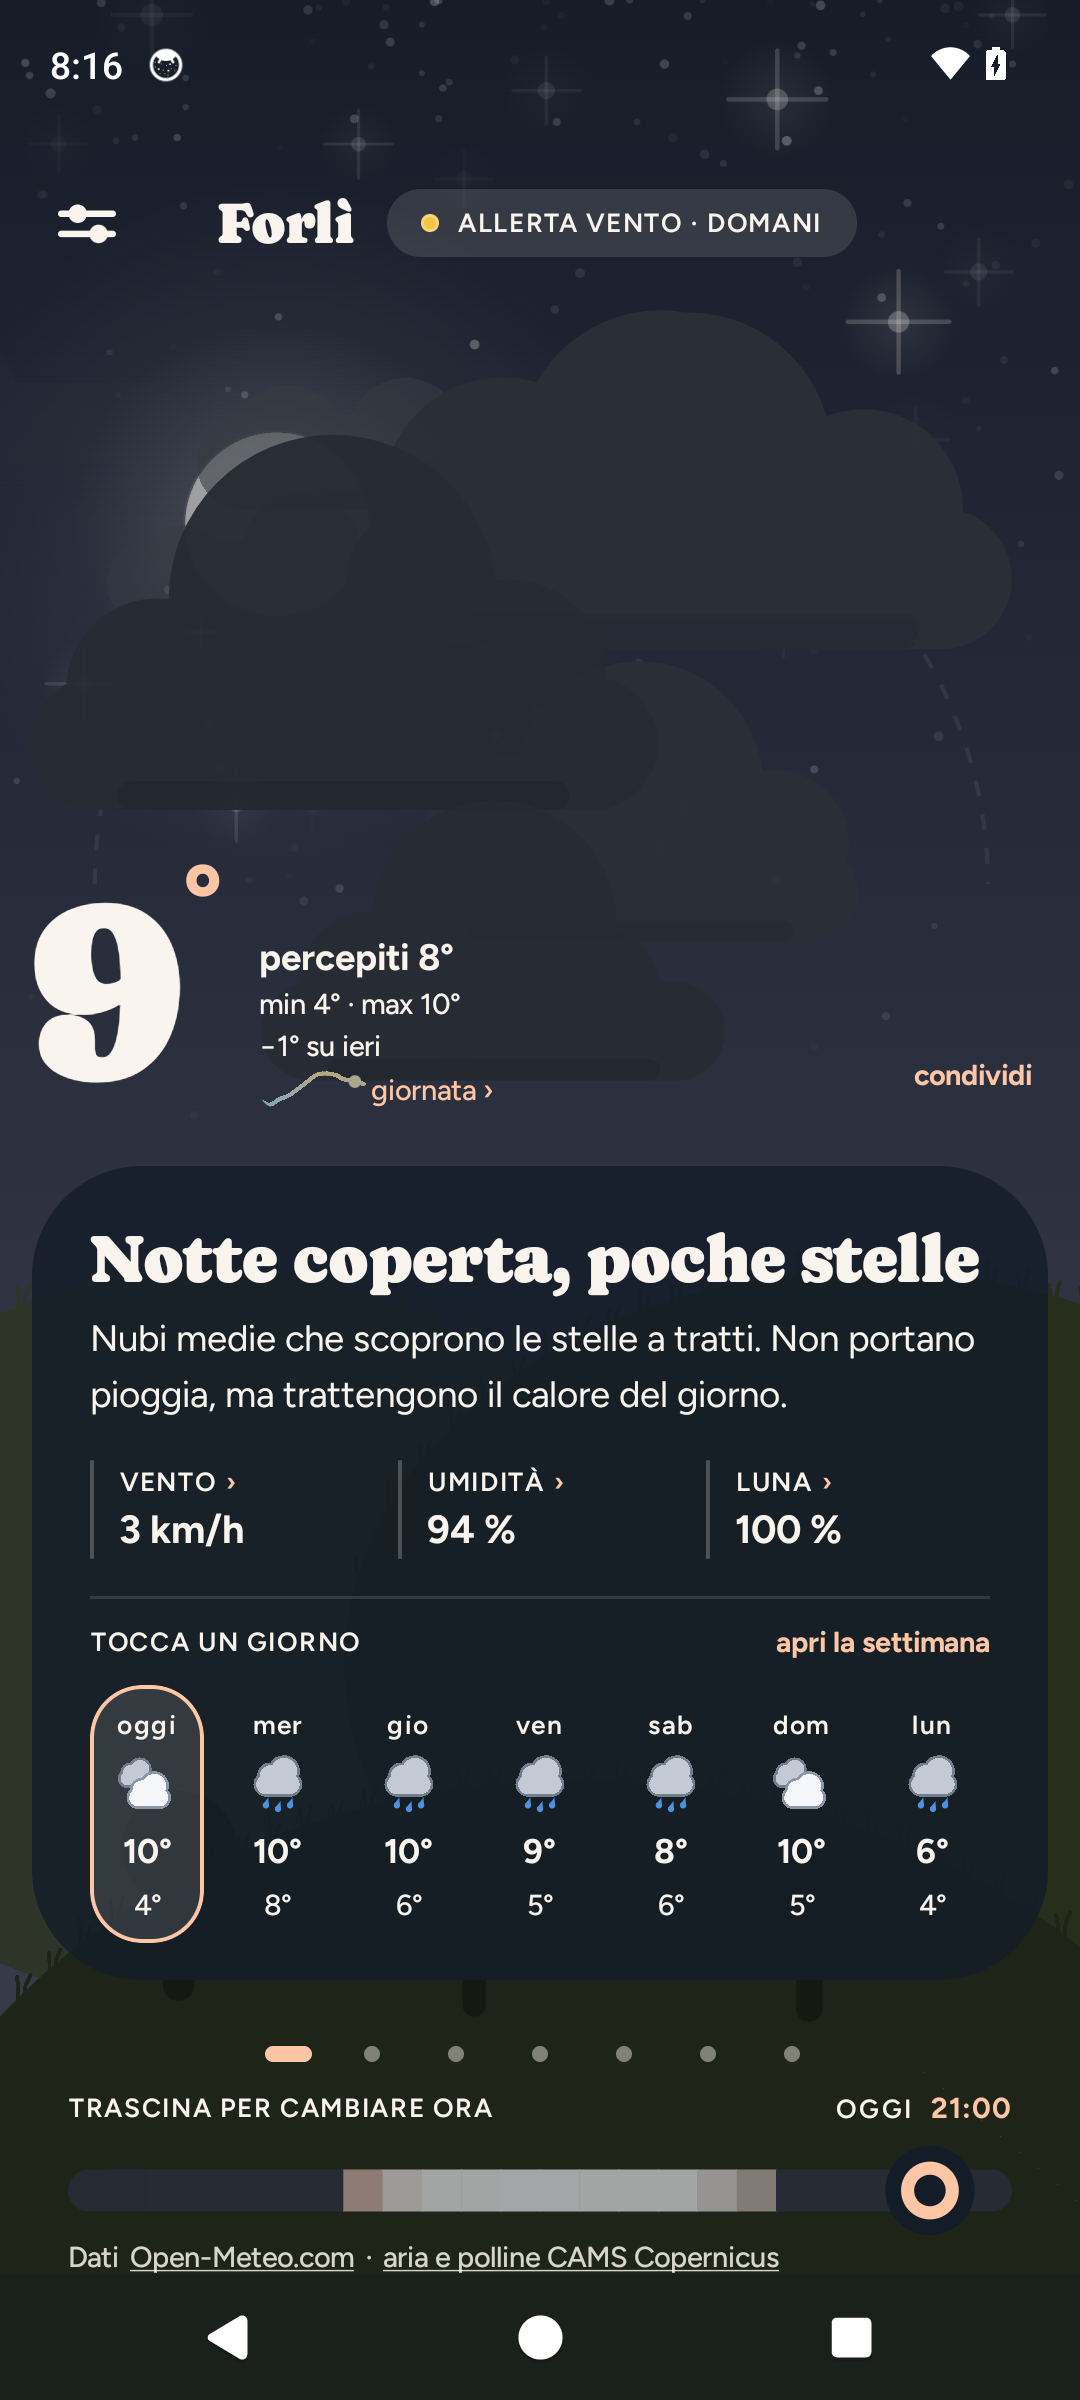 8:16
Forlì
ALLERTA VENTO · DOMANI
9°
percepiti 8°
min 4° · max 10°
−1° su ieri
giornata ›
condividi
Notte coperta, poche stelle
Nubi medie che scoprono le stelle a tratti. Non portano
pioggia, ma trattengono il calore del giorno.
VENTO › UMIDITÀ › LUNA ›
3 km/h 94 % 100 %
TOCCA UN GIORNO apri la settimana
oggi mer gio ven sab dom lun
10° 10° 10° 9° 8° 10° 6°
4° 8° 6° 5° 6° 5° 4°
TRASCINA PER CAMBIARE ORA OGGI 21:00
Dati Open-Meteo.com · aria e polline CAMS Copernicus